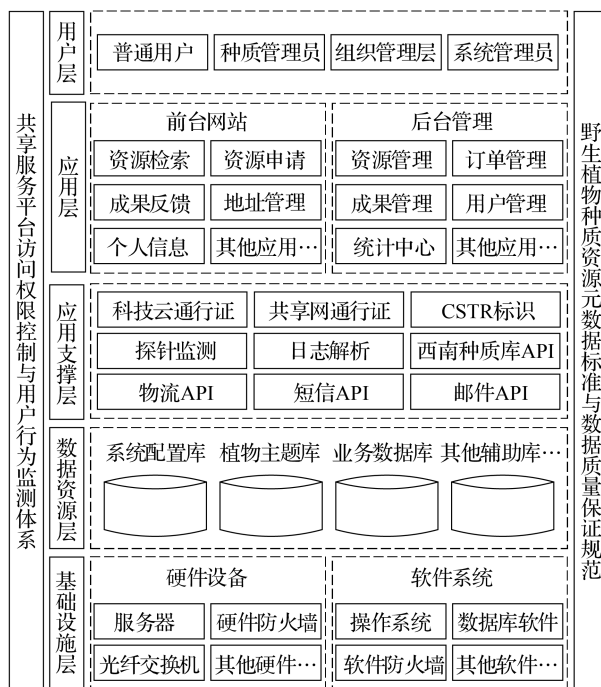 共享服务平台访问权限控制与用户行为监测体系
用户层
普通用户 种质管理员 组织管理层 系统管理员
应用层
前台网站
资源检索 资源申请
成果反馈 地址管理
个人信息 其他应用…
后台管理
资源管理 订单管理
成果管理 用户管理
统计中心 其他应用…
应用支撑层
科技云通行证 共享网通行证 CSTR标识
探针监测 日志解析 西南种质库API
物流API 短信API 邮件API
数据资源层
系统配置库 植物主题库 业务数据库 其他辅助库…
基础设施层
硬件设备
服务器 硬件防火墙
光纤交换机 其他硬件…
软件系统
操作系统 数据库软件
软件防火墙 其他软件…
野生植物种质资源元数据标准与数据质量保证规范